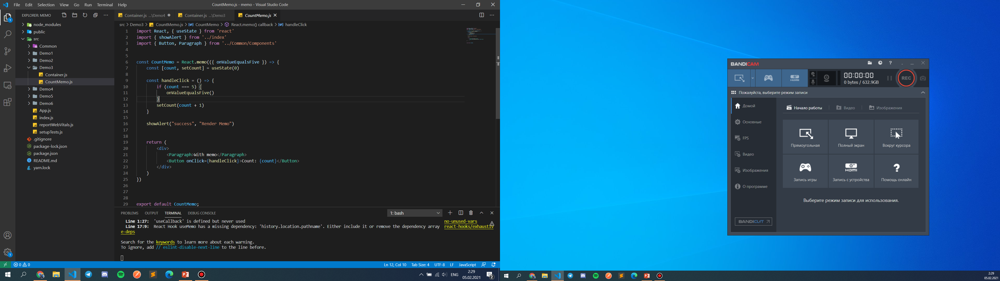 File Edit Selection View Go Run Terminal Help
CountMemo.js - memo - Visual Studio Code
EXPLORER: MEMO
node_modules
public
src
Common
Demo1
Demo2
Demo3
Container.js
CountMemo.js
Demo4
Demo5
Demo6
App.js
index.js
reportWebVitals.js
setupTests.js
.gitignore
package-lock.json
package.json
README.md
yarn.lock
1
1
Container.js ...\Demo4
Container.js ...\Demo3
CountMemo.js
src > Demo3 > CountMemo.js > CountMemo > React.memo() callback > handleClick
1 import React, { useState } from 'react'
2 import { showAlert } from '../index'
3 import { Button, Paragraph } from '../Common/Components'
4
5
6 const CountMemo = React.memo(({ onValueEqualsFive }) => {
7 const [count, setCount] = useState(0)
8
9 const handleClick = () => {
10 if (count === 5) {
11 onValueEqualsFive()
12 }
13 setCount(count + 1)
14 }
15
16 showAlert("success", "Render Memo")
17
18
19 return (
20 <div>
21 <Paragraph>With memo</Paragraph>
22 <Button onClick={handleClick}>Count: {count}</Button>
23 </div>
24 )
25 })
26
27
28
29 export default CountMemo;
PROBLEMS OUTPUT TERMINAL DEBUG CONSOLE
1: bash
Line 1:27: 'useCallback' is defined but never used no-unused-vars
Line 17:9: React Hook useMemo has a missing dependency: 'history.location.pathname'. Either include it or remove the dependency array react-hooks/exhaustiv
e-deps
Search for the keywords to learn more about each warning.
To ignore, add // eslint-disable-next-line to the line before.
0 0
Ln 12, Col 10 Tab Size: 4 UTF-8 LF JavaScript
ENG
2:29
05.02.2021
2
BANDICAM
HDMI
00:00:00
0 bytes / 632.9GB
REC
Пожалуйста, выберите режим записи
Домой
Основные
FPS
Видео
Изображения
О программе
BANDICUT
Начало работы
Видео
Изображения
Прямоугольная
Полный экран
Вокруг курсора
Запись игры
HDMI
Запись с устройства
Помощь онлайн
Выберите режим записи для использования.
2:29
05.02.2021